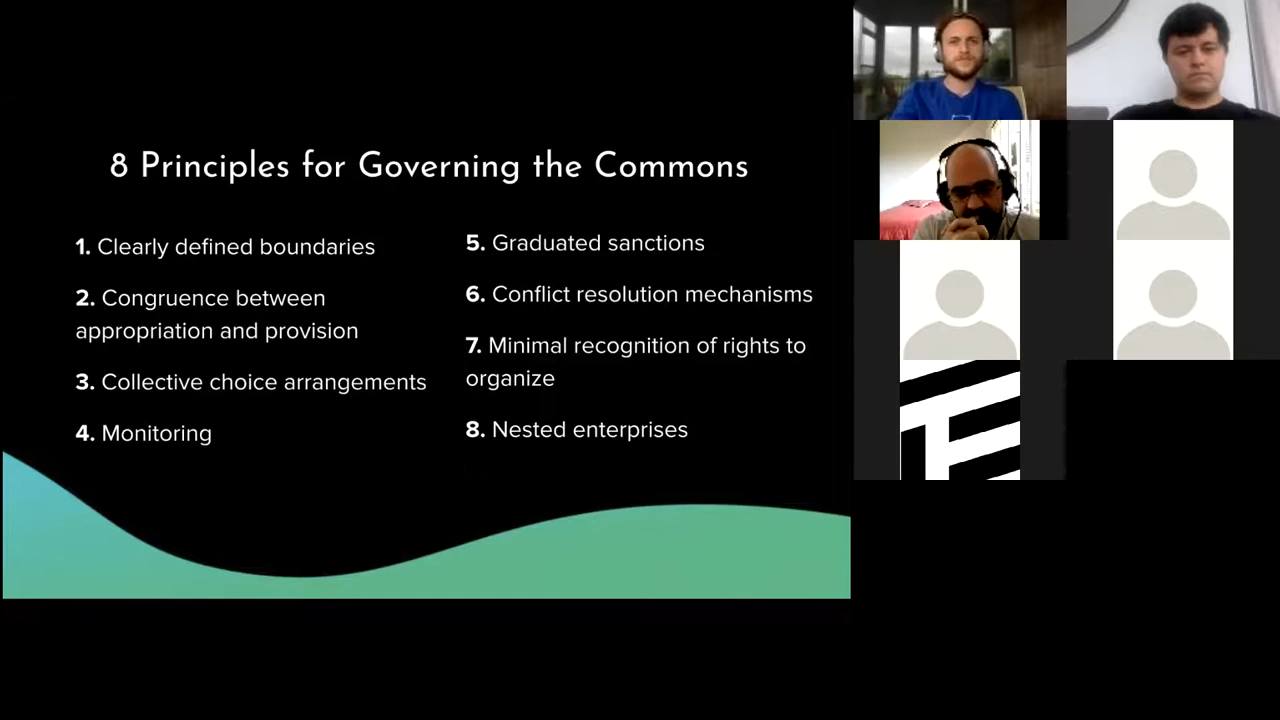 8 Principles for Governing the Commons
1. Clearly defined boundaries
2. Congruence between
appropriation and provision
3. Collective choice arrangements
4. Monitoring
5. Graduated sanctions
6. Conflict resolution mechanisms
7. Minimal recognition of rights to
organize
8. Nested enterprises